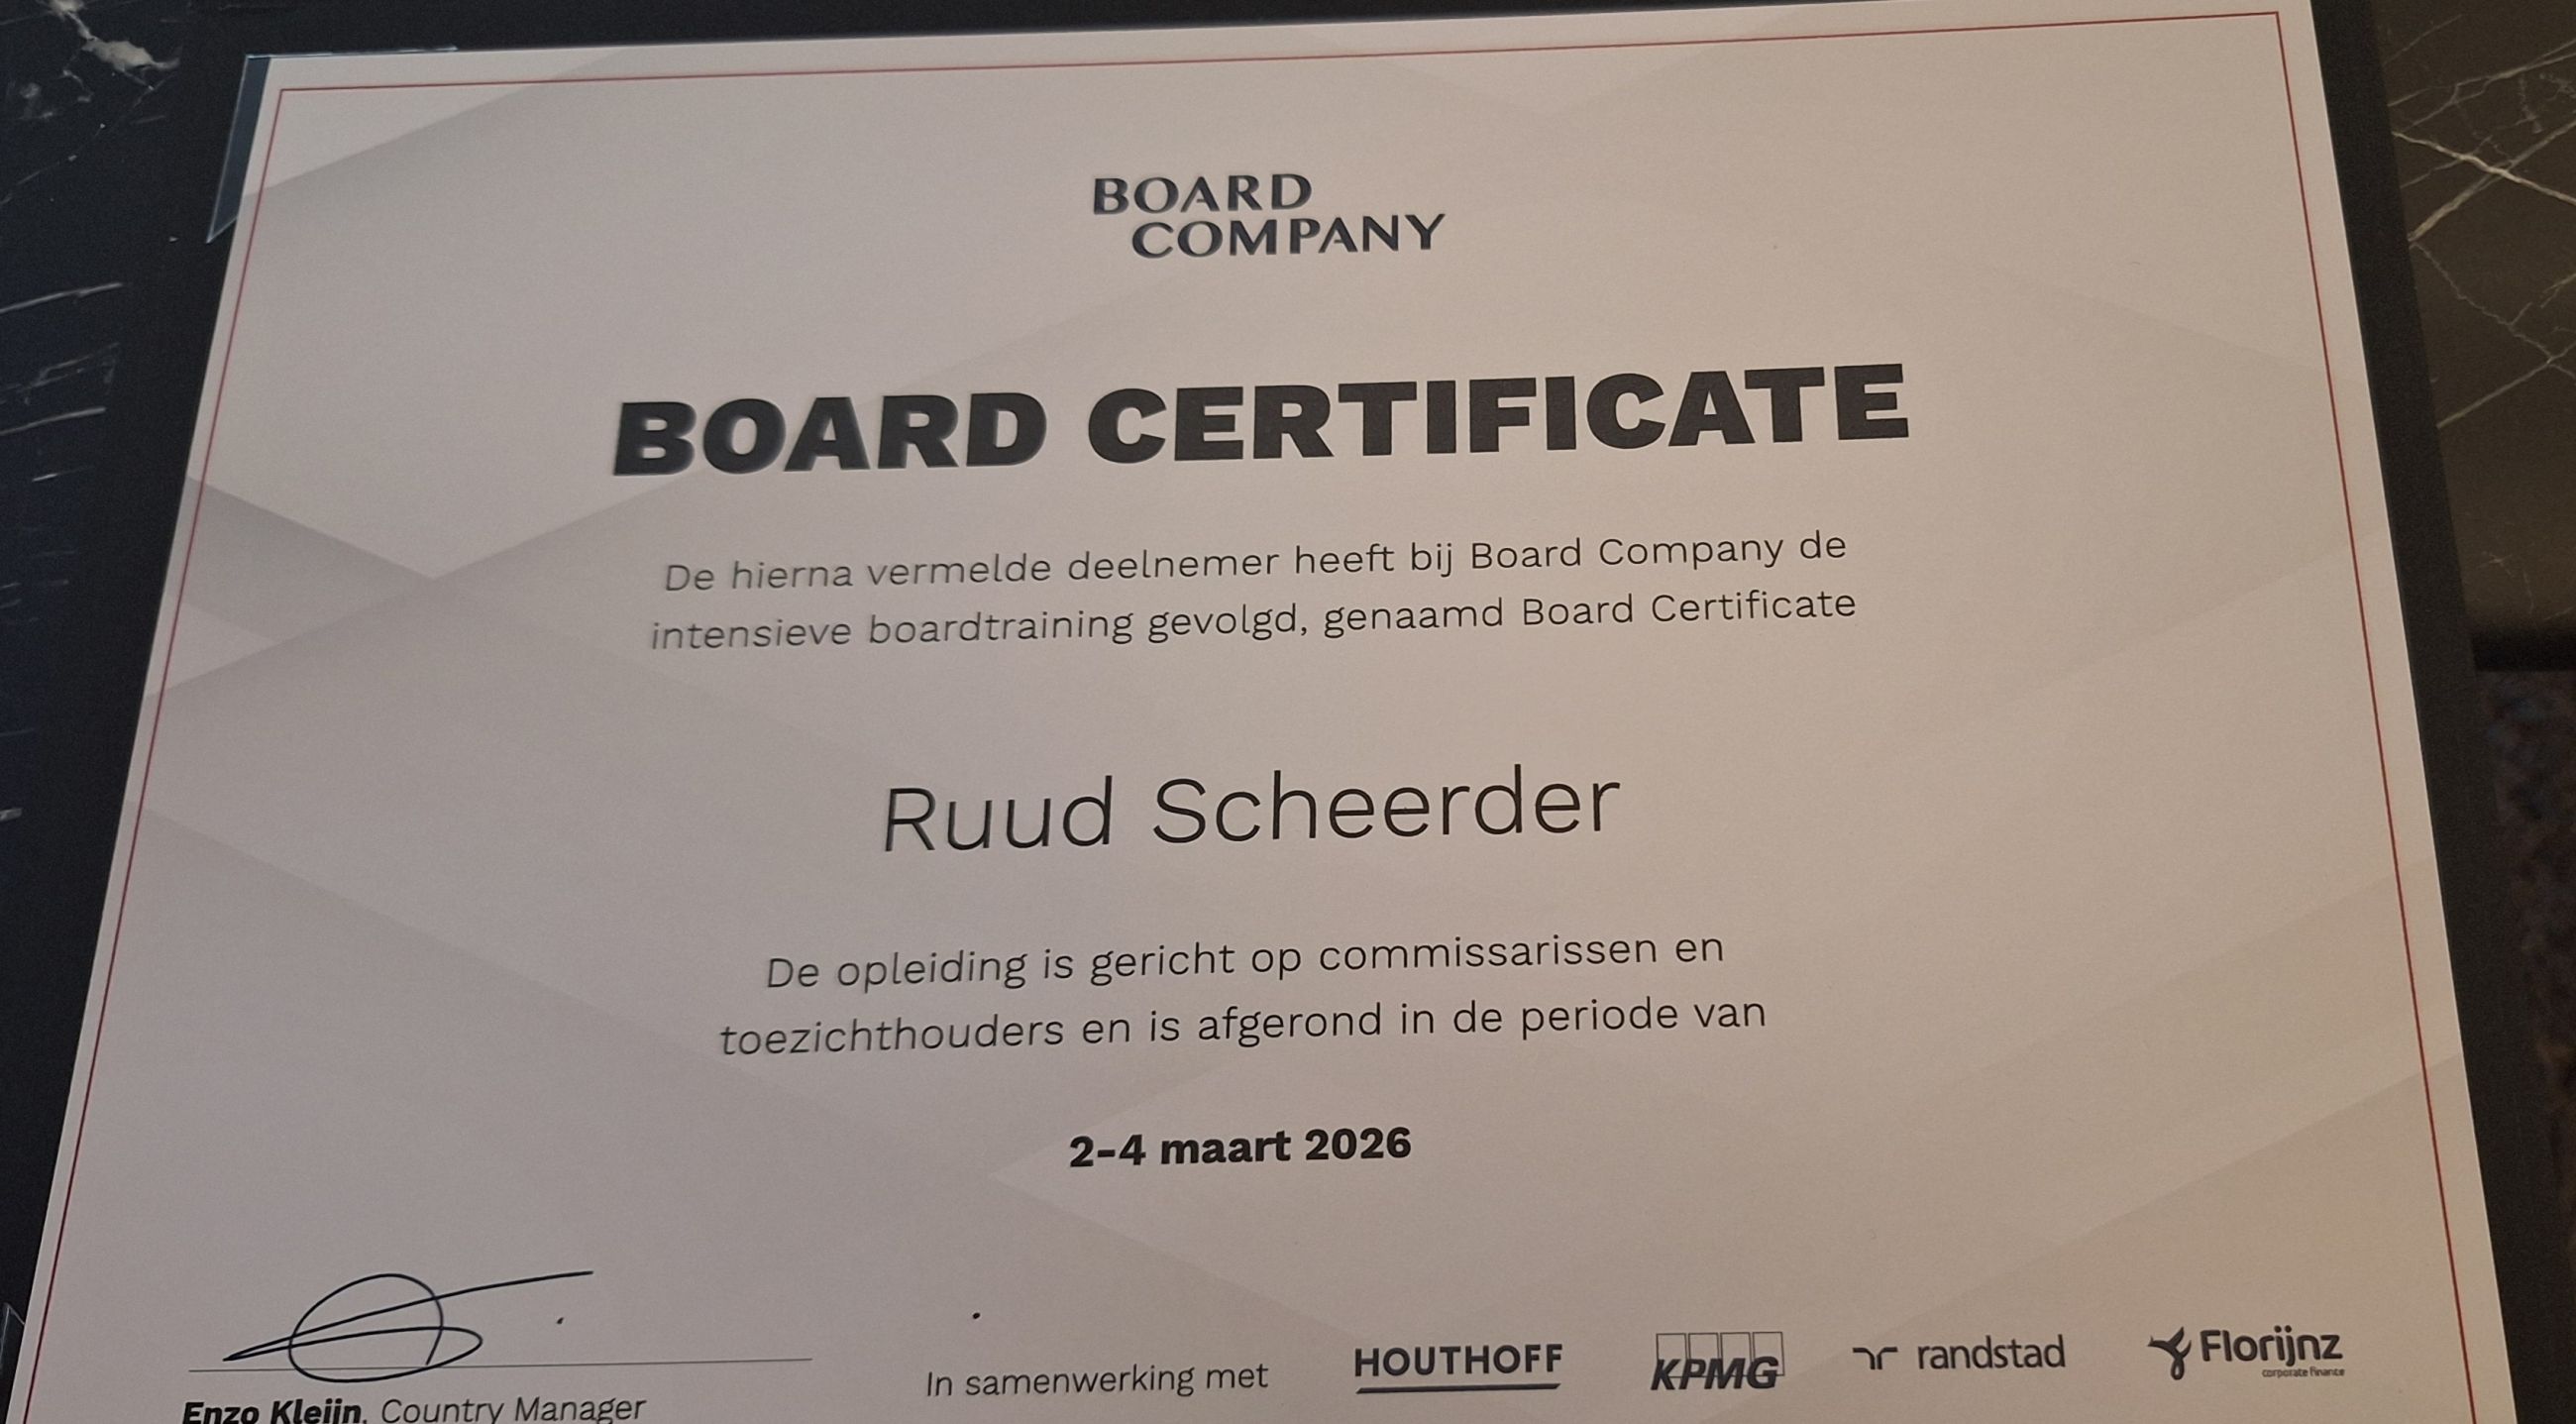 BOARD
COMPANY
BOARD CERTIFICATE
De hierna vermelde deelnemer heeft bij Board Company de
intensieve boardtraining gevolgd, genaamd Board Certificate
Ruud Scheerder
De opleiding is gericht op commissarissen en
toezichthouders en is afgerond in de periode van
2-4 maart 2026
Enzo Kleijn, Country Manager
In samenwerking met
HOUTHOFF
KPMG
randstad
Florijnz
corporate finance